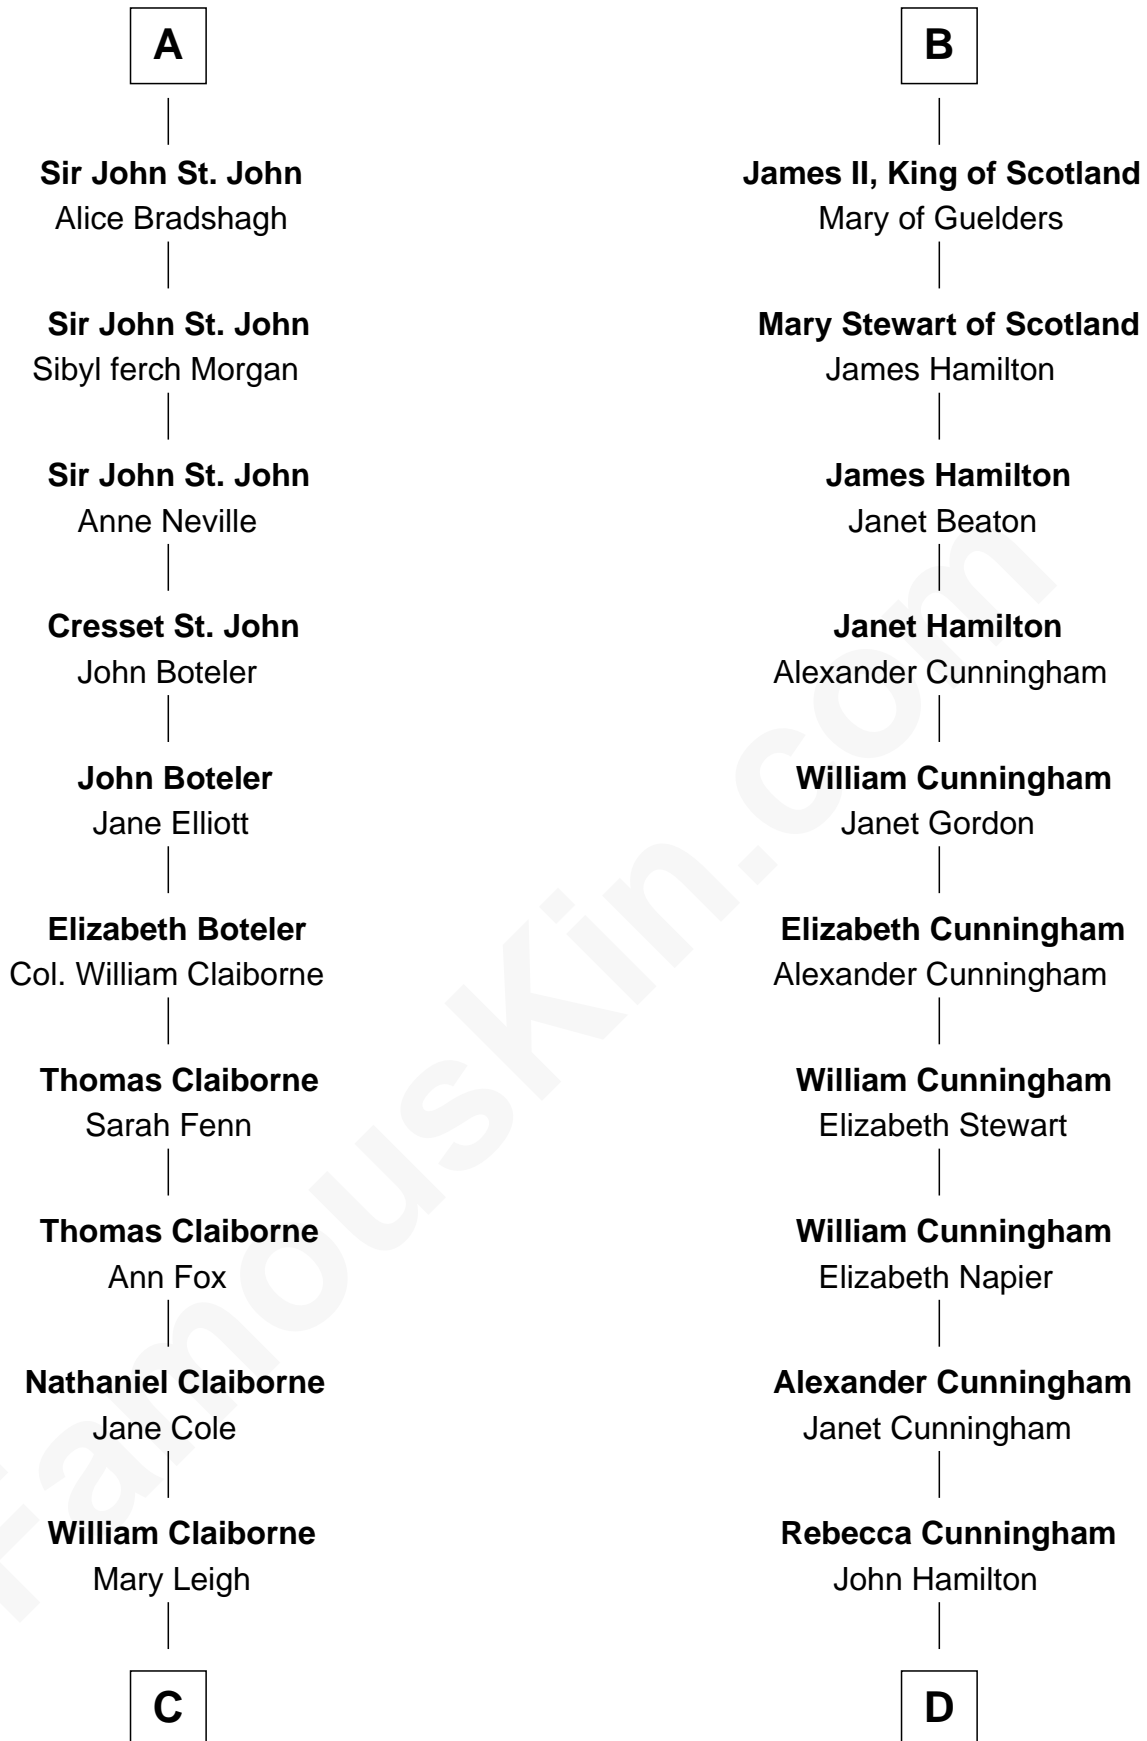 A
Sir John St. John
Alice Bradshagh
Sir John St. John
Sibyl ferch Morgan
Sir John St. John
Anne Neville
Cresset St. John
John Boteler
John Boteler
Jane Elliott
Elizabeth Boteler
Col. William Claiborne
Thomas Claiborne
Sarah Fenn
Thomas Claiborne
Ann Fox
Nathaniel Claiborne
Jane Cole
William Claiborne
Mary Leigh
C
B
James II, King of Scotland
Mary of Guelders
Mary Stewart of Scotland
James Hamilton
James Hamilton
Janet Beaton
Janet Hamilton
Alexander Cunningham
William Cunningham
Janet Gordon
Elizabeth Cunningham
Alexander Cunningham
William Cunningham
Elizabeth Stewart
William Cunningham
Elizabeth Napier
Alexander Cunningham
Janet Cunningham
Rebecca Cunningham
John Hamilton
D
FamousKin.com